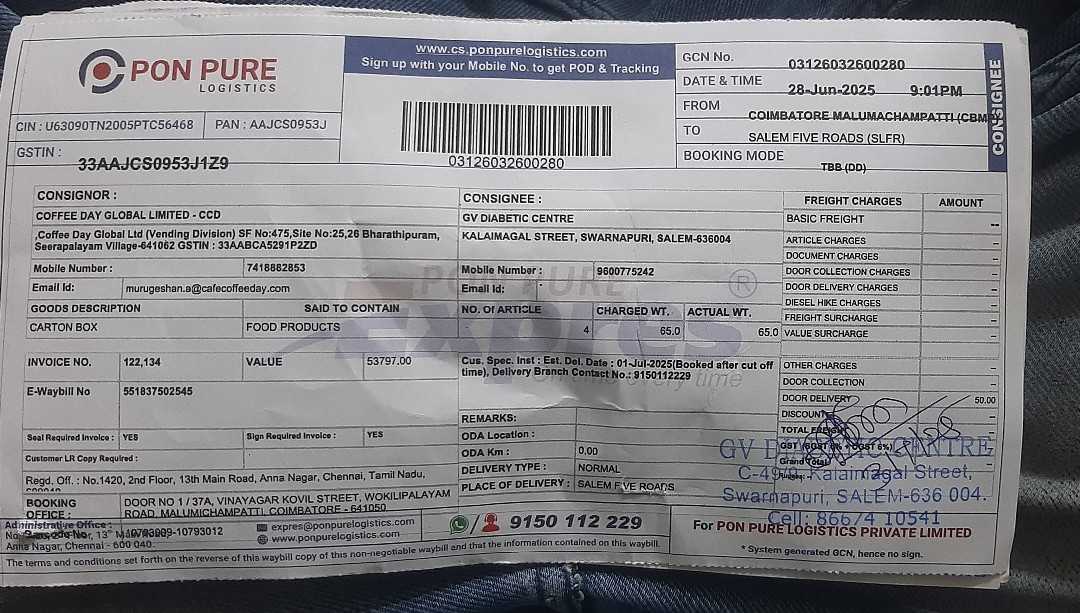 PON PURE
LOGISTICS
CIN : U63090TN2005PTC56468 PAN : AAJCS0953J
GSTIN : 33AAJCS0953J1Z9
www.cs.ponpurelogistics.com
Sign up with your Mobile No. to get POD & Tracking
03126032600280
GCN No. 03126032600280
DATE & TIME 28-Jun-2025 9:01PM
FROM COIMBATORE MALUMACHAMPATTI (CBMP)
TO SALEM FIVE ROADS (SLFR)
BOOKING MODE TBB (DD)
CONSIGNEE
CONSIGNOR :
COFFEE DAY GLOBAL LIMITED - CCD
,Coffee Day Global Ltd (Vending Division) SF No:475,Site No:25,26 Bharathipuram,
Seerapalayam Village-641062 GSTIN : 33AABCA5291P2ZD
Mobile Number : 7418882853
Email Id: murugeshan.a@cafecoffeeday.com
GOODS DESCRIPTION SAID TO CONTAIN
CARTON BOX FOOD PRODUCTS
INVOICE NO. 122,134 VALUE 53797.00
E-Waybill No 551837502545
Seal Required Invoice : YES Sign Required Invoice : YES
Customer LR Copy Required :
CONSIGNEE :
GV DIABETIC CENTRE
KALAIMAGAL STREET, SWARNAPURI, SALEM-636004
Mobile Number : 9600775242
Email Id:
NO. OF ARTICLE CHARGED WT. ACTUAL WT.
4 65.0 65.0
Cus. Spec. Inst : Est. Del. Date : 01-Jul-2025(Booked after cut off
time), Delivery Branch Contact No.: 9150112229
REMARKS:
ODA Location :
ODA Km : 0.00
DELIVERY TYPE : NORMAL
PLACE OF DELIVERY : SALEM FIVE ROADS
PON PURE
Expres ®
On time every time
FREIGHT CHARGES AMOUNT
BASIC FREIGHT --
ARTICLE CHARGES --
DOCUMENT CHARGES --
DOOR COLLECTION CHARGES --
DOOR DELIVERY CHARGES --
DIESEL HIKE CHARGES --
FREIGHT SURCHARGE --
VALUE SURCHARGE --
OTHER CHARGES --
DOOR COLLECTION --
DOOR DELIVERY 50.00
DISCOUNT --
TOTAL FREIGHT
Grand Total
GV DIABETIC CENTRE
Kalaimagal Street,
Swarnapuri, SALEM-636 004.
Cell: 86674 10541
Regd. Off. : No.1420, 2nd Floor, 13th Main Road, Anna Nagar, Chennai, Tamil Nadu,
BOOKING OFFICE : DOOR NO 1 / 37A, VINAYAGAR KOVIL STREET, WOKILIPALAYAM
ROAD, MALUMICHAMPATTI, COIMBATORE - 641050
Administrative Office :
Anna Nagar, Chennai - 600 040
expres@ponpurelogistics.com
www.ponpurelogistics.com
9150 112 229
For PON PURE LOGISTICS PRIVATE LIMITED
* System generated GCN, hence no sign.
The terms and conditions set forth on the reverse of this waybill copy of this non-negotiable waybill and that the information contained on this waybill.